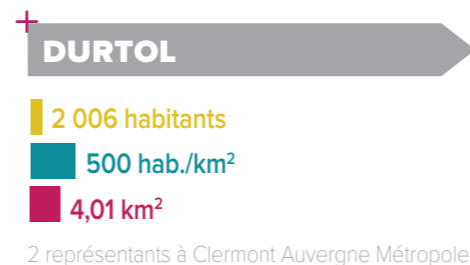 DURTOL
2 006 habitants
500 hab./km²
4,01 km²
2 représentants à Clermont Auvergne Métropole